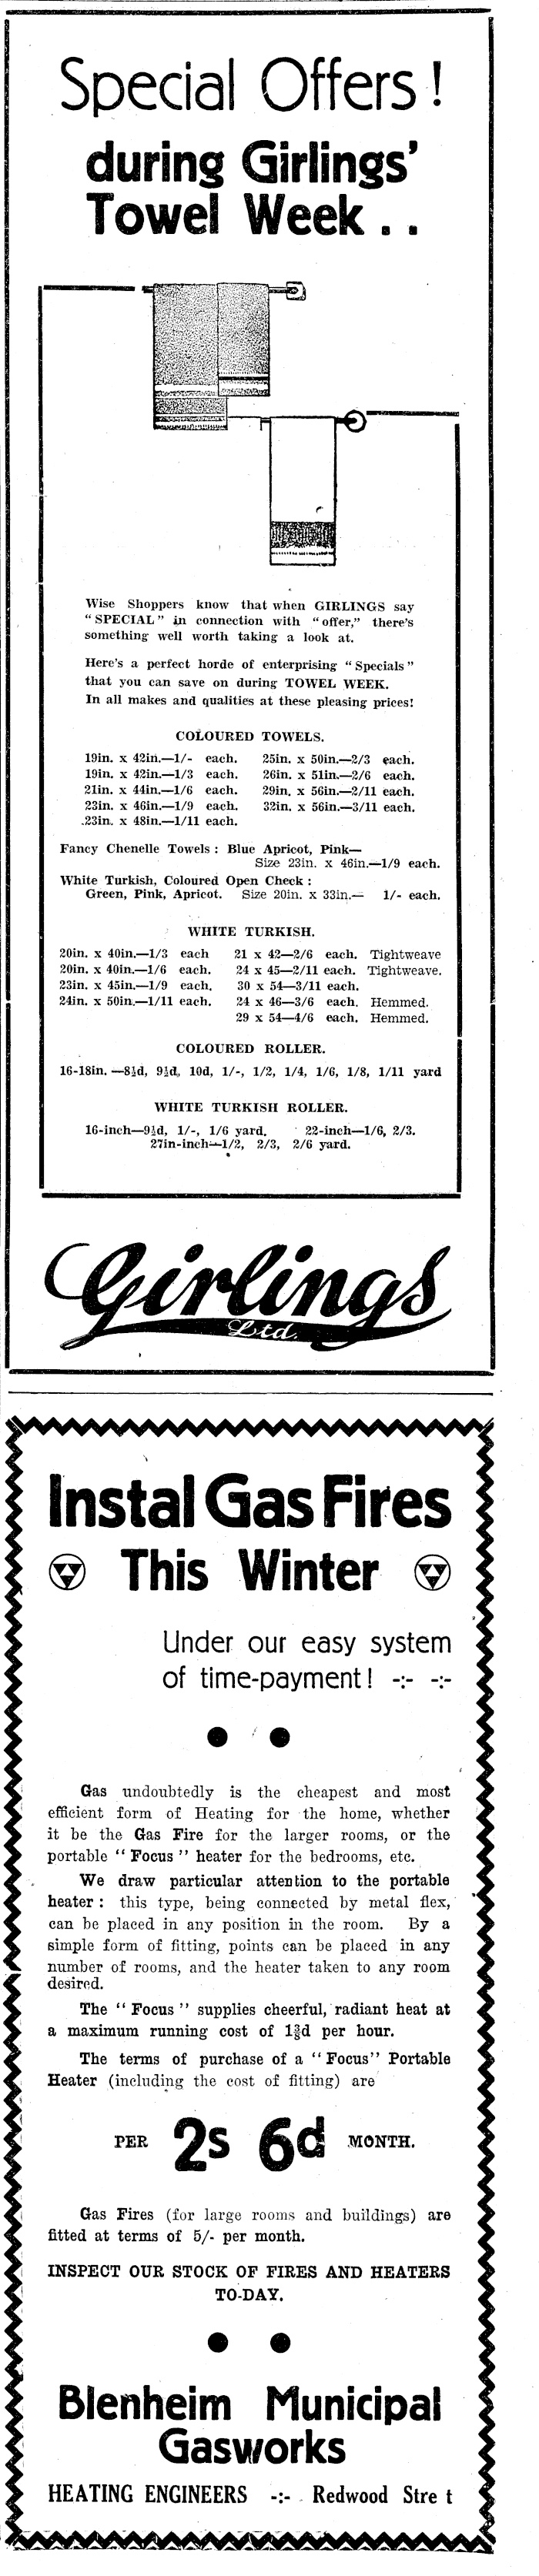 Special Offers !
during Girlings'
Towel Week . .
Wise Shoppers know that when GIRLINGS say
" SPECIAL " in connection with " offer," there's
something well worth taking a look at.
Here's a perfect horde of enterprising " Specials "
that you can save on during TOWEL WEEK.
In all makes and qualities at these pleasing prices!
COLOURED TOWELS.
19in. x 42in.—1/- each. 25in. x 50in.—2/3 each.
19in. x 42in.—1/3 each. 26in. x 51in.—2/6 each.
21in. x 44in.—1/6 each. 29in. x 56in.—2/11 each.
23in. x 46in.—1/9 each. 32in. x 56in.—3/11 each.
23in. x 48in.—1/11 each.
Fancy Chenelle Towels : Blue Apricot, Pink—
Size 23in. x 46in.—1/9 each.
White Turkish, Coloured Open Check :
Green, Pink, Apricot. Size 20in. x 33in.— 1/- each.
WHITE TURKISH.
20in. x 40in.—1/3 each 21 x 42—2/6 each. Tightweave
20in. x 40in.—1/6 each. 24 x 45—2/11 each. Tightweave.
23in. x 45in.—1/9 each. 30 x 54—3/11 each.
24in. x 50in.—1/11 each. 24 x 46—3/6 each. Hemmed.
29 x 54—4/6 each. Hemmed.
COLOURED ROLLER.
16-18in. —8½d, 9½d, 10d, 1/-, 1/2, 1/4, 1/6, 1/8, 1/11 yard
WHITE TURKISH ROLLER.
16-inch—9½d, 1/-, 1/6 yard. 22-inch—1/6, 2/3.
27in-inch—1/2, 2/3, 2/6 yard.
Girlings
Ltd.
Instal Gas Fires
This Winter
Under our easy system
of time-payment! -:- -:-
Gas undoubtedly is the cheapest and most
efficient form of Heating for the home, whether
it be the Gas Fire for the larger rooms, or the
portable " Focus " heater for the bedrooms, etc.
We draw particular attention to the portable
heater : this type, being connected by metal flex,
can be placed in any position in the room. By a
simple form of fitting, points can be placed in any
number of rooms, and the heater taken to any room
desired.
The " Focus " supplies cheerful, radiant heat at
a maximum running cost of 1⅜d per hour.
The terms of purchase of a " Focus" Portable
Heater (including the cost of fitting) are
PER 2s 6d MONTH.
Gas Fires (for large rooms and buildings) are
fitted at terms of 5/- per month.
INSPECT OUR STOCK OF FIRES AND HEATERS
TO-DAY.
Blenheim Municipal
Gasworks
HEATING ENGINEERS -:- Redwood Stre t